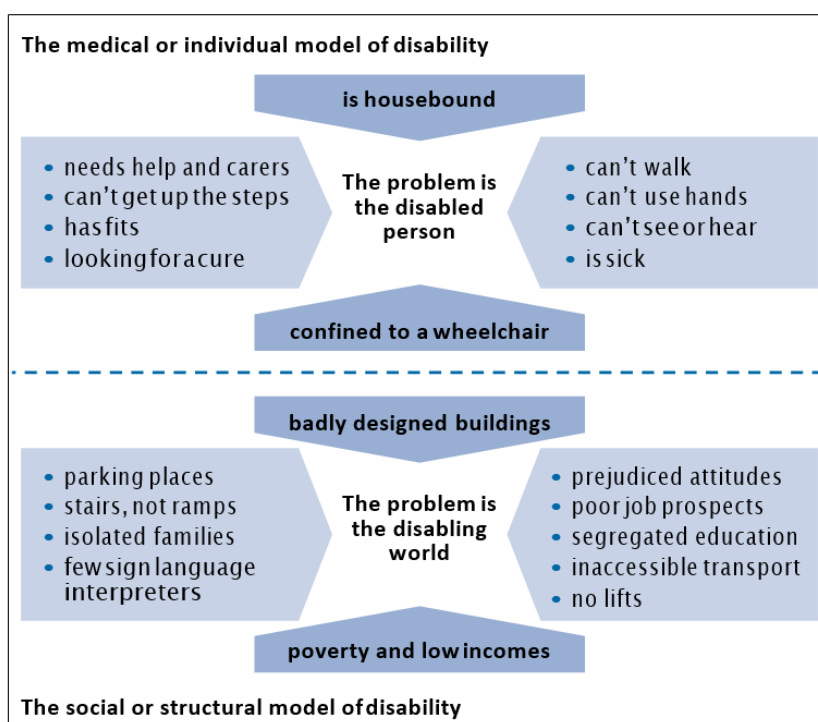 The medical or individual model of disability
is housebound
• needs help and carers
• can't get up the steps
• has fits
• looking for a cure
The problem is
the disabled
person
• can't walk
• can't use hands
• can't see or hear
• is sick
confined to a wheelchair
badly designed buildings
• parking places
• stairs, not ramps
• isolated families
• few sign language
interpreters
The problem is
the disabling
world
• prejudiced attitudes
• poor job prospects
• segregated education
• inaccessible transport
• no lifts
poverty and low incomes
The social or structural model of disability